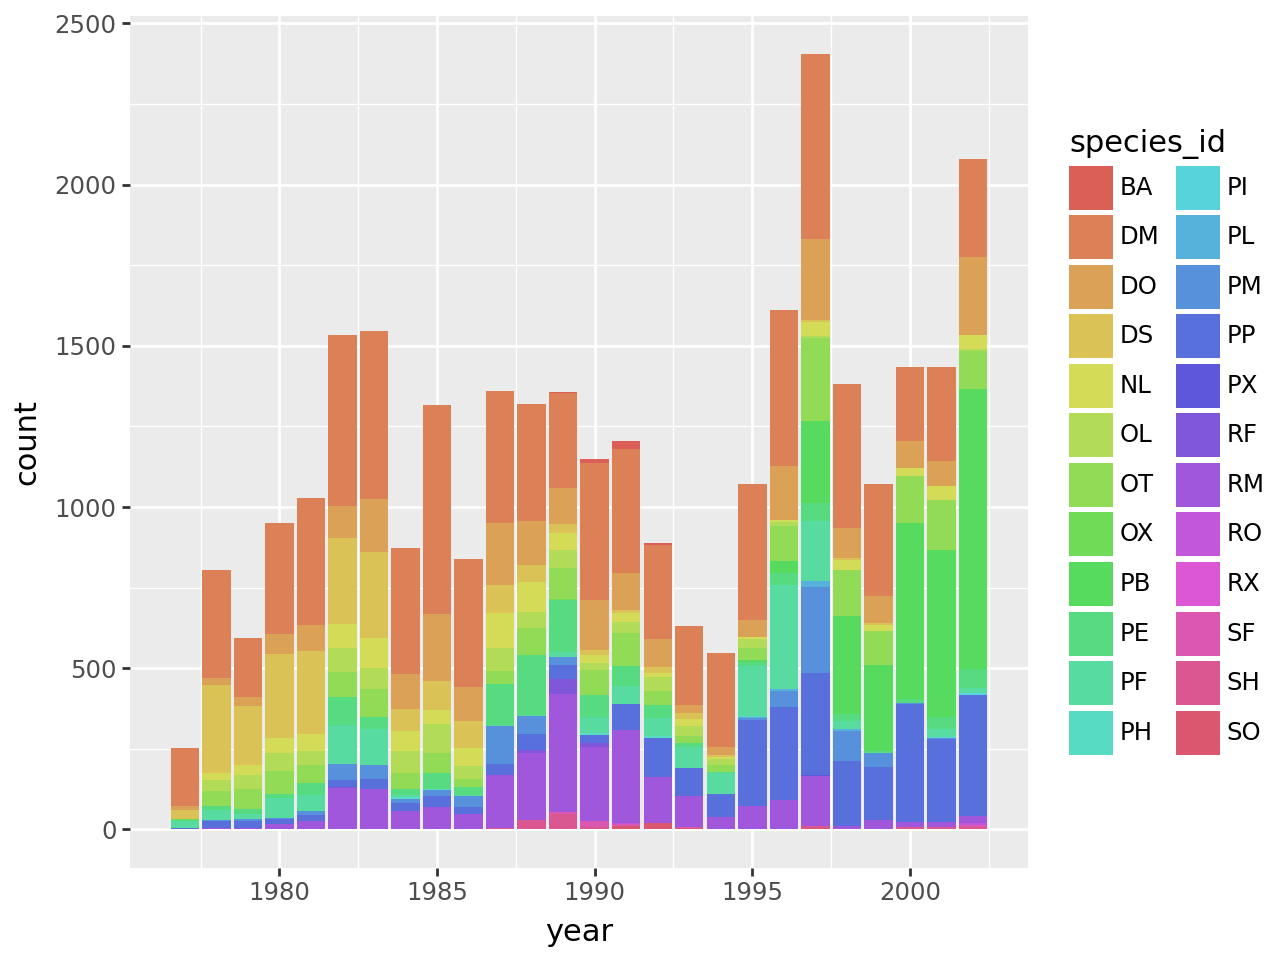 2500
2000
1500
1000
500
0
count
1980
1985
1990
1995
2000
year
species_id
BA
DM
DO
DS
NL
OL
OT
OX
PB
PE
PF
PH
PI
PL
PM
PP
PX
RF
RM
RO
RX
SF
SH
SO